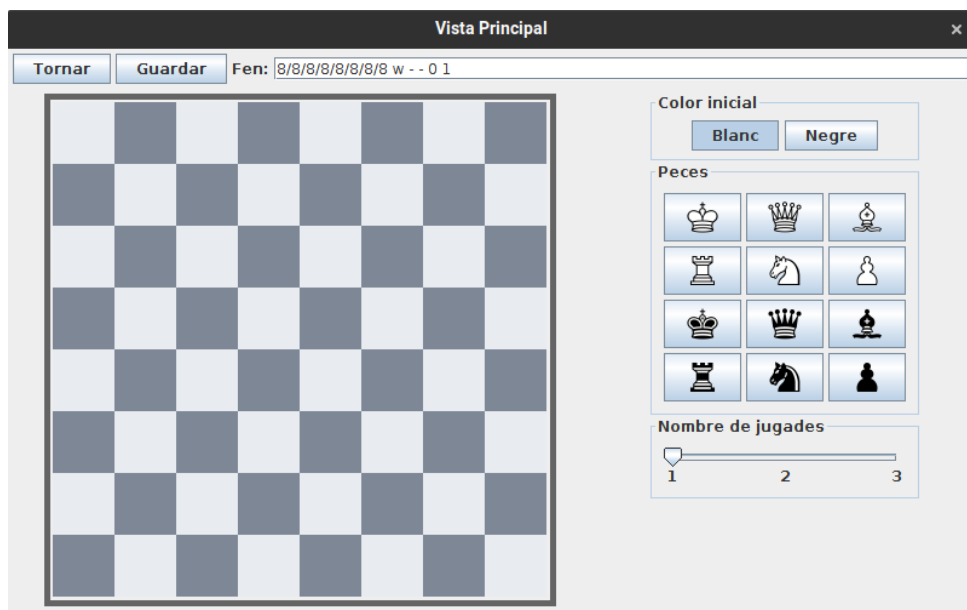 Vista Principal ×
Tornar Guardar Fen: 8/8/8/8/8/8/8/8 w - - 0 1
Color inicial
Blanc Negre
Peces
Nombre de jugades
1 2 3